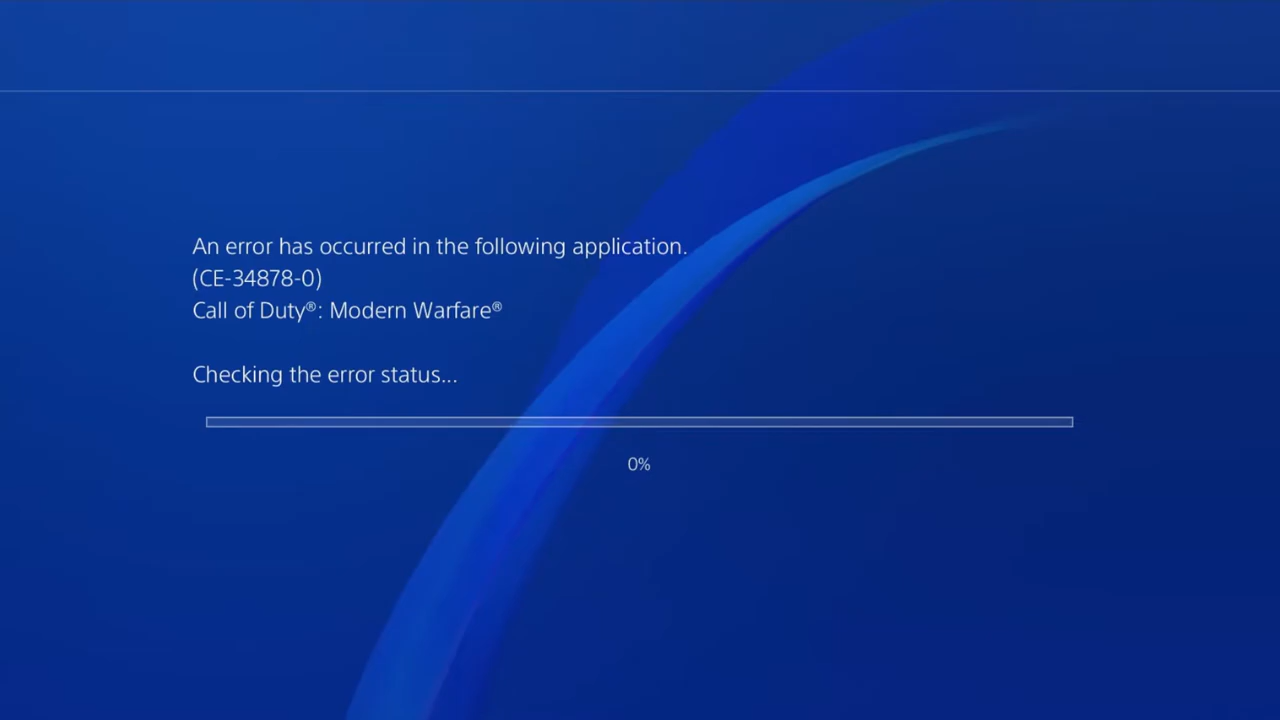 An error has occurred in the following application.
(CE-34878-0)
Call of Duty®: Modern Warfare®
Checking the error status...
0%